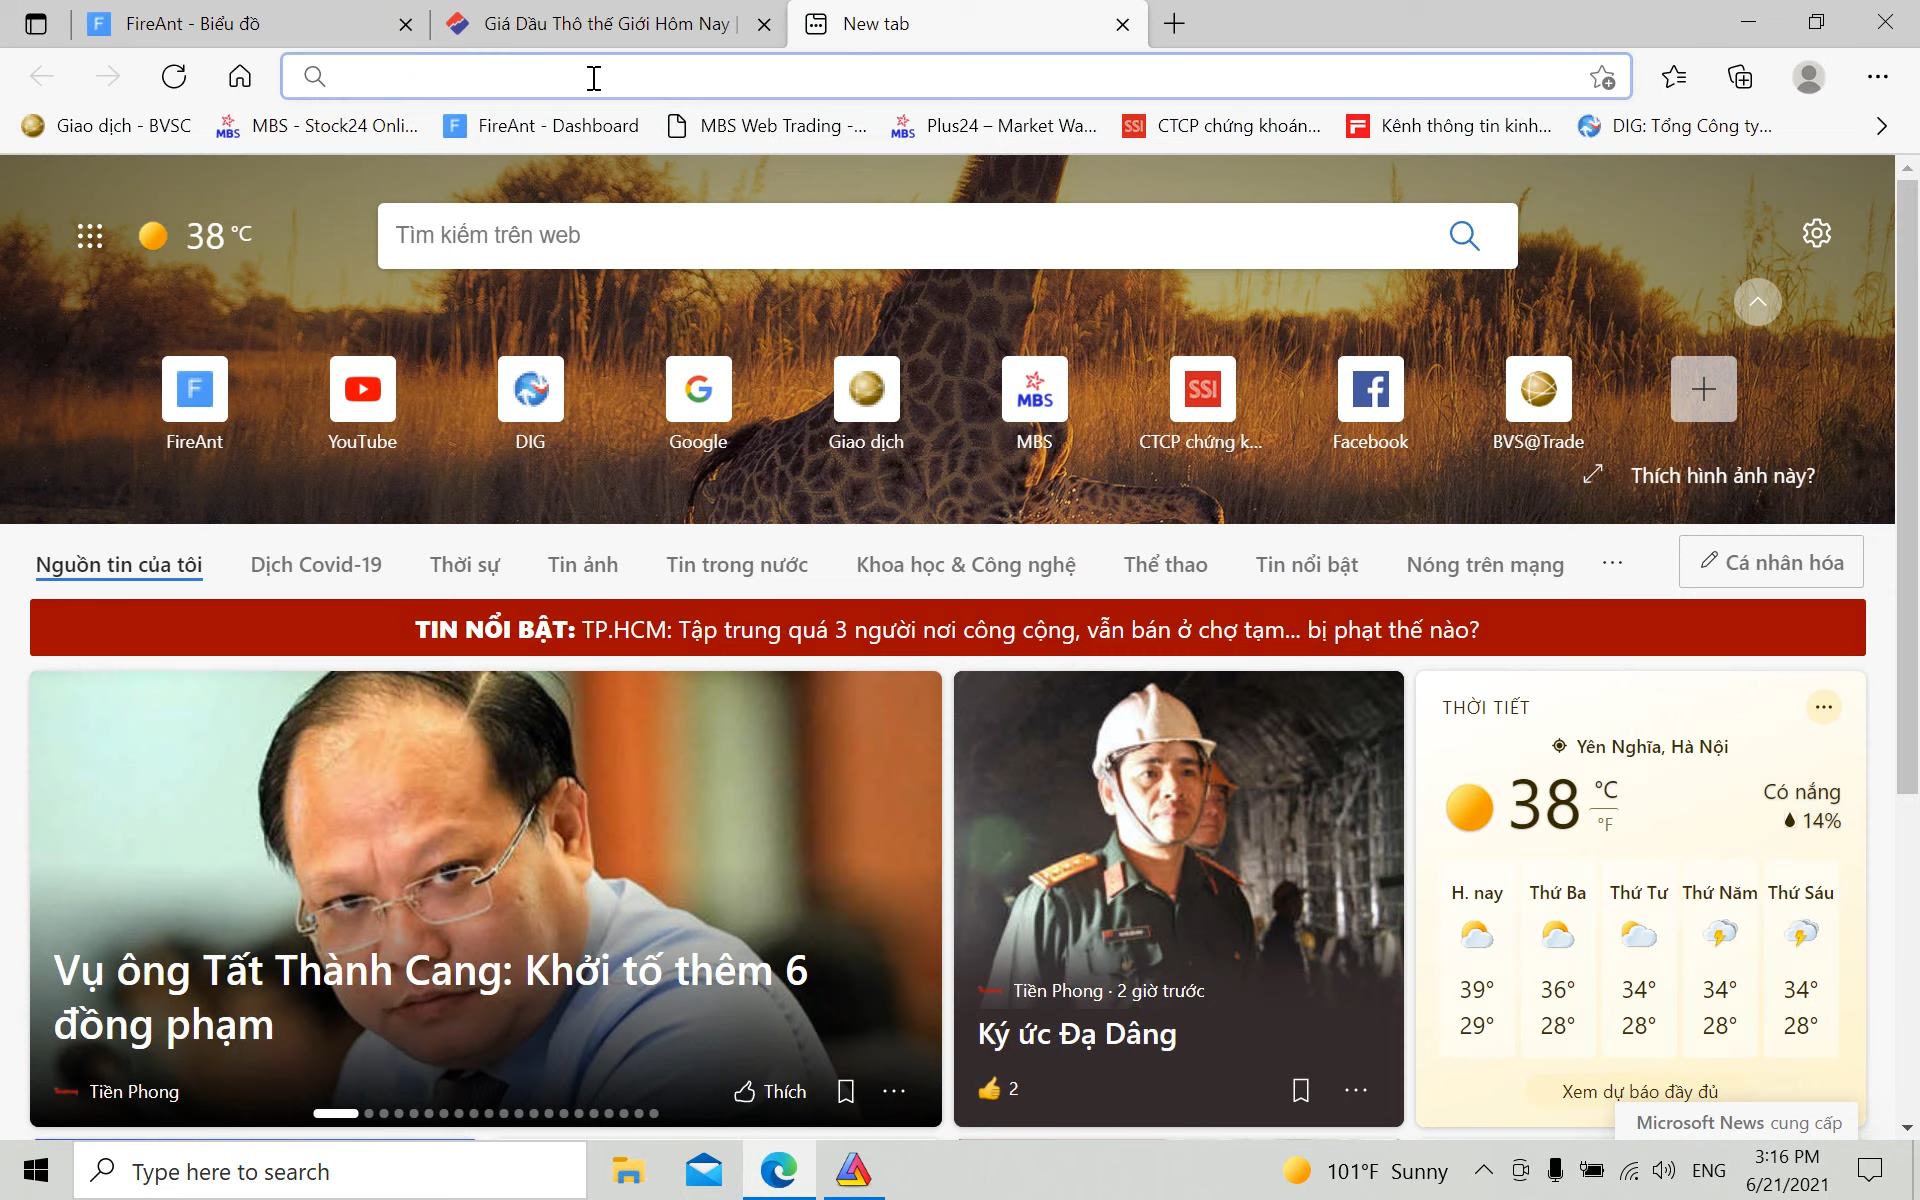 FireAnt - Biểu đồ
Giá Dầu Thô thế Giới Hôm Nay |
New tab
Giao dịch - BVSC
MBS
MBS - Stock24 Onli...
F
FireAnt - Dashboard
MBS Web Trading -...
MBS
Plus24 – Market Wa...
SSI
CTCP chứng khoán...
Kênh thông tin kinh...
DIG: Tổng Công ty...
38 °C
Tìm kiếm trên web
F
G
MBS
SSI
FireAnt
YouTube
DIG
Google
Giao dịch
MBS
CTCP chứng k...
Facebook
BVS@Trade
Thích hình ảnh này?
Nguồn tin của tôi
Dịch Covid-19
Thời sự
Tin ảnh
Tin trong nước
Khoa học & Công nghệ
Thể thao
Tin nổi bật
Nóng trên mạng
Cá nhân hóa
TIN NỔI BẬT: TP.HCM: Tập trung quá 3 người nơi công cộng, vẫn bán ở chợ tạm... bị phạt thế nào?
Vụ ông Tất Thành Cang: Khởi tố thêm 6
đồng phạm
Tiền Phong
Thích
Tiền Phong · 2 giờ trước
Ký ức Đạ Dâng
2
THỜI TIẾT
Yên Nghĩa, Hà Nội
38 °C
°F
Có nắng
14%
H. nay Thứ Ba Thứ Tư Thứ Năm Thứ Sáu
39° 36° 34° 34° 34°
29° 28° 28° 28° 28°
Xem dự báo đầy đủ
Microsoft News cung cấp
Type here to search
101°F Sunny
ENG
3:16 PM
6/21/2021